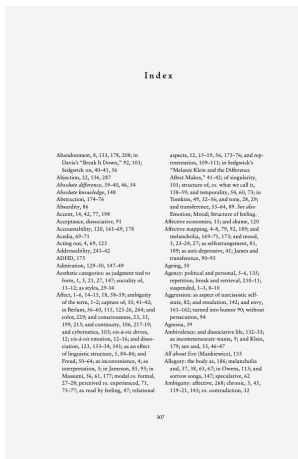 Index
Abandonment, 8, 133, 178, 208; in
Davis's "Break It Down," 92, 103;
Sedgwick on, 40–41, 56
Abjection, 22, 136, 207
Absolute difference, 39–40, 46, 54
Absolute knowledge, 148
Abstraction, 174–76
Absurdity, 86
Accent, 14, 42, 77, 198
Acceptance, dissociative, 91
Accountability, 120, 161–69, 178
Acedia, 69–71
Acting out, 4, 69, 123
Addressability, 241–42
ADHD, 175
Admiration, 129–30, 147–49
Aesthetic categories: as judgment tied to
form, 1, 5, 21, 27, 147; sociality of,
11–12; as styles, 29–34
Affect, 1–6, 14–15, 18, 58–59; ambiguity
of the term, 1–2; capture of, 10, 41–42;
in Berlant, 56–60, 113, 123–26, 204; and
color, 229; and consciousness, 23, 35,
199, 215; and continuity, 106, 217–19;
and cybernetics, 103; vis-à-vis drives,
12; vis-à-vis emotion, 12–16; and disso-
ciation, 123, 133–34, 141; as an effect
of linguistic structure, 5, 84–86; and
Freud, 50–64; as inconvenience, 4; as
interpretation, 3; in Jameson, 85, 95; in
Massumi, 56, 61, 177; modal vs. formal,
27–28; perceived vs. experienced, 71,
75–77; as read by feeling, 47; relational
aspects, 12, 15–19, 56, 175–76; and rep-
resentation, 109–111; in Sedgwick's
"Melanie Klein and the Difference
Affect Makes," 41–42; of singularity,
105; structure of, vs. what we call it,
158–59; and temporality, 54, 60, 73; in
Tomkins, 49, 52–56; and tone, 28, 29;
and transference, 55–64, 89. See also
Emotion; Mood; Structure of feeling.
Affective economies, 15; and shame, 120
Affective mapping, 4–8, 79, 92, 189; and
melancholia, 169–71, 173; and mood,
5, 23–24, 27; as self-estrangement, 81,
189; as anti-depressive, 41; and James and
transference, 90–93
Ageing, 50
Agency: political and personal, 5–6, 135;
repetition, break and retrieval, 210–11;
suspended, 1–3, 8–10
Aggression: as aspect of narcissistic self-
state, 82; and emulation, 142; and envy,
161–62; turned into humor 90; without
persecution, 94
Agnosia, 39
Ambivalence: and dissociative life, 132–33;
as incommensurate wants, 9; and Klein,
179; sex and, 33, 46–47
All about Eve (Mankiewicz), 133
Allegory: the body as, 186; melancholia
and, 37, 38, 65, 67; in Owens, 113; and
sorrow songs, 147; speculative, 62
Ambiguity: affective, 268; chronic, 5, 45,
119–21, 143; vs. contradiction, 32
307